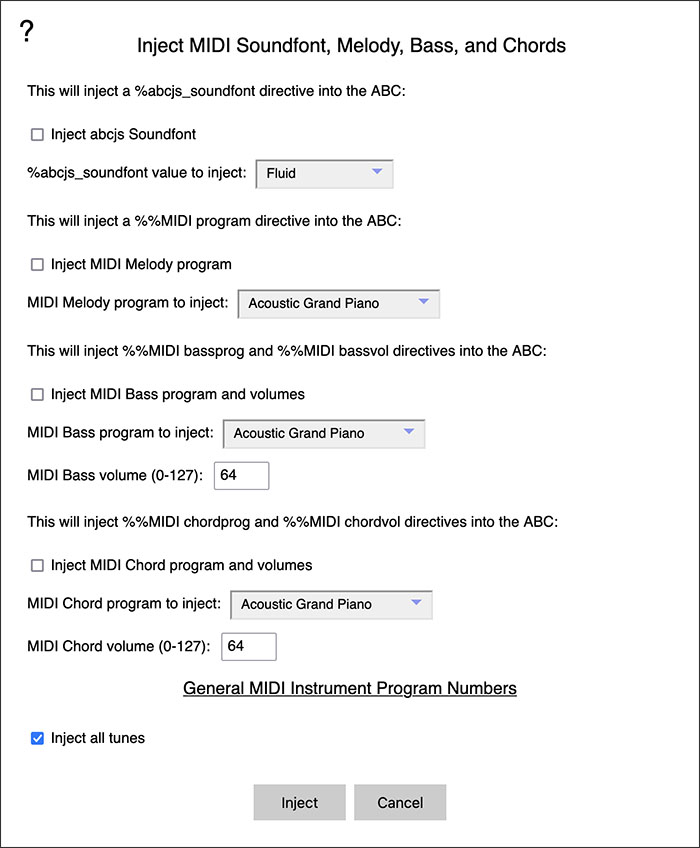 ?
Inject MIDI Soundfont, Melody, Bass, and Chords
This will inject a %abcjs_soundfont directive into the ABC:
Inject abcjs Soundfont
%abcjs_soundfont value to inject: Fluid
This will inject a %%MIDI program directive into the ABC:
Inject MIDI Melody program
MIDI Melody program to inject: Acoustic Grand Piano
This will inject %%MIDI bassprog and %%MIDI bassvol directives into the ABC:
Inject MIDI Bass program and volumes
MIDI Bass program to inject: Acoustic Grand Piano
MIDI Bass volume (0-127): 64
This will inject %%MIDI chordprog and %%MIDI chordvol directives into the ABC:
Inject MIDI Chord program and volumes
MIDI Chord program to inject: Acoustic Grand Piano
MIDI Chord volume (0-127): 64
General MIDI Instrument Program Numbers
Inject all tunes
Inject Cancel